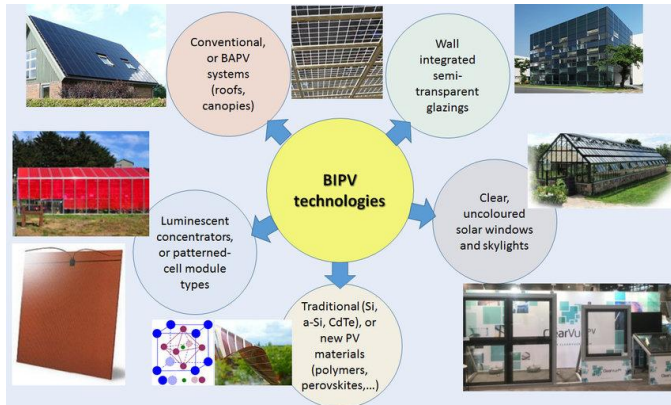 Conventional,
or BAPV
systems
(roofs,
canopies)
Wall
integrated
semi-
transparent
glazings
BIPV
technologies
Luminescent
concentrators,
or patterned-
cell module
types
Clear,
uncoloured
solar windows
and skylights
Traditional (Si,
a-Si, CdTe), or
new PV
materials
(polymers,
perovskites,...)
ClearVuePV